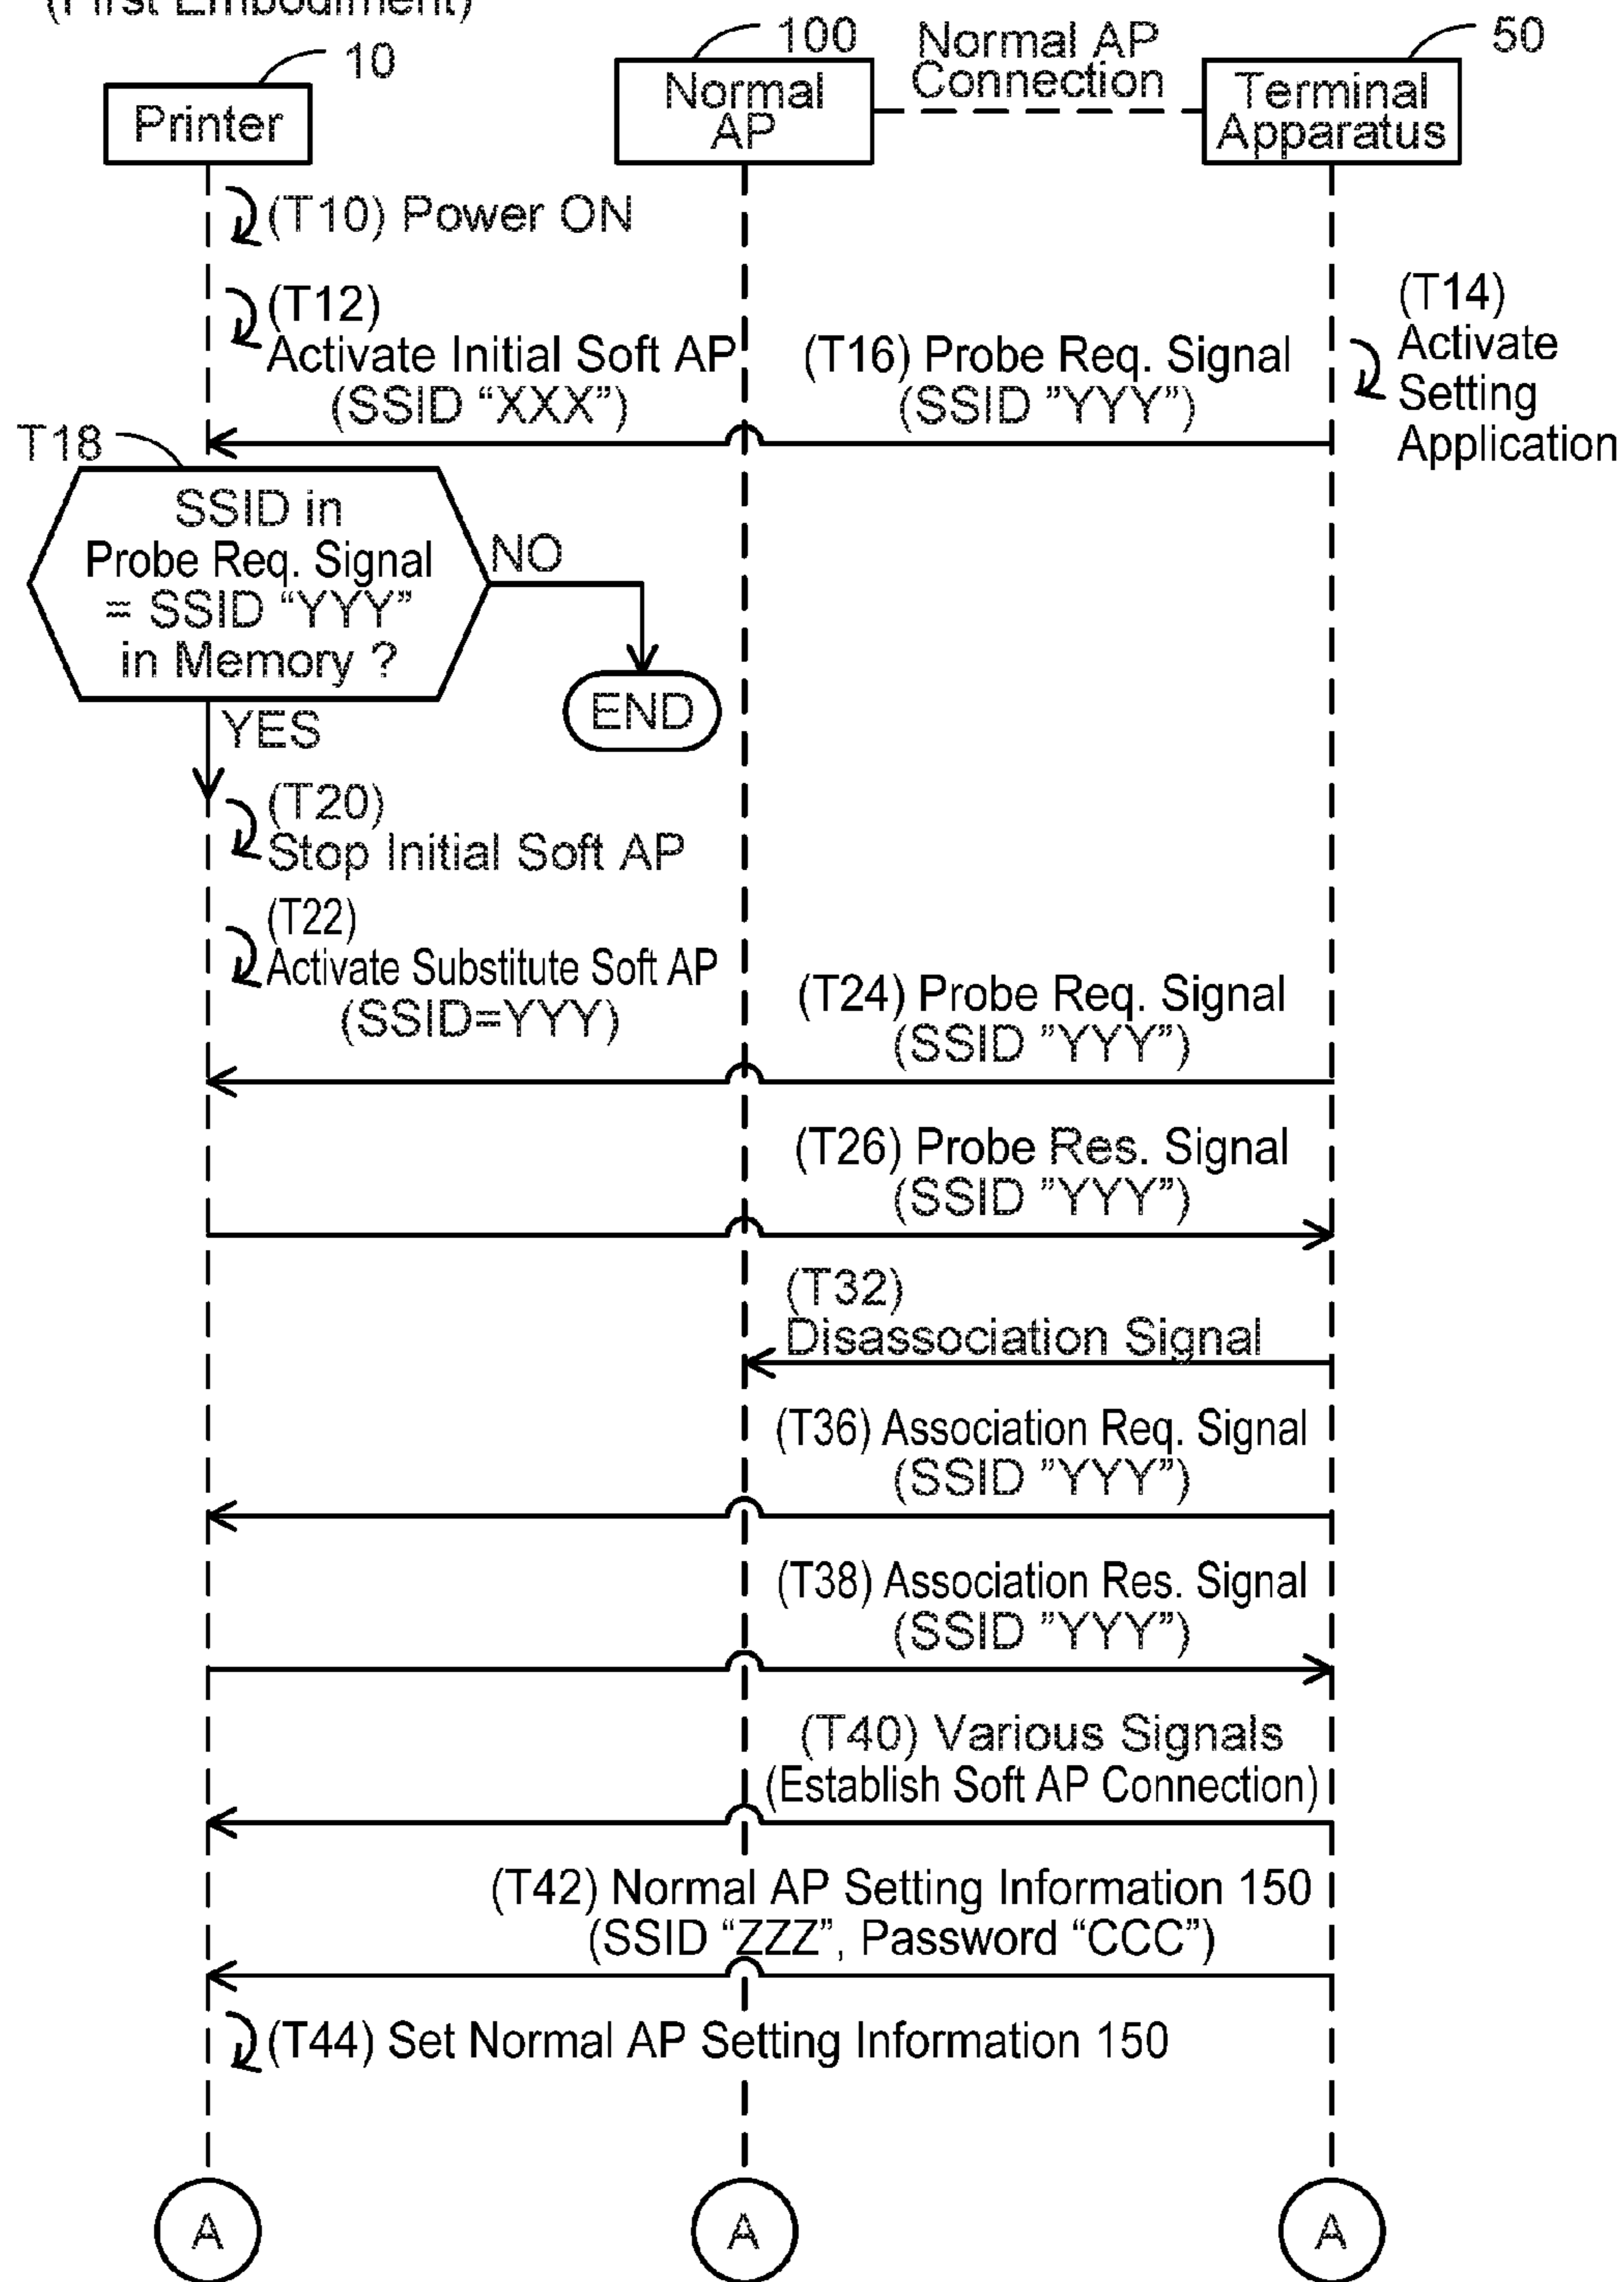 (First Embodiment)
10
100
Normal AP
Connection
50
Printer
Normal
AP
Terminal
Apparatus
(T10) Power ON
(T12)
Activate Initial Soft AP
(SSID “XXX”)
(T14)
Activate
Setting
Application
(T16) Probe Req. Signal
(SSID ”YYY”)
T18
SSID in
Probe Req. Signal
= SSID “YYY”
in Memory ?
NO
END
YES
(T20)
Stop Initial Soft AP
(T22)
Activate Substitute Soft AP
(SSID=YYY)
(T24) Probe Req. Signal
(SSID ”YYY”)
(T26) Probe Res. Signal
(SSID ”YYY”)
(T32)
Disassociation Signal
(T36) Association Req. Signal
(SSID ”YYY”)
(T38) Association Res. Signal
(SSID ”YYY”)
(T40) Various Signals
(Establish Soft AP Connection)
(T42) Normal AP Setting Information 150
(SSID “ZZZ”, Password “CCC”)
(T44) Set Normal AP Setting Information 150
A
A
A